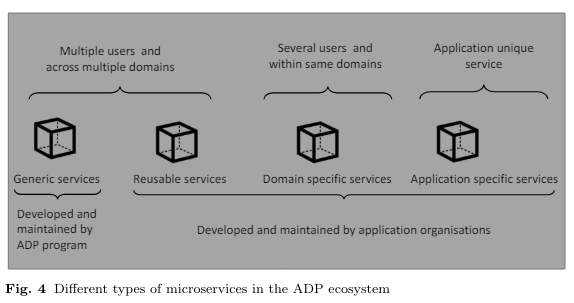 Multiple users and
across multiple domains
Several users and
within same domains
Application unique
service
Generic services
Reusable services
Domain specific services
Application specific services
Developed and
maintained by
ADP program
Developed and maintained by application organisations
Fig. 4 Different types of microservices in the ADP ecosystem